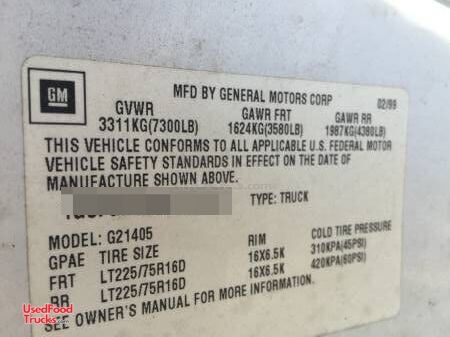 GM
MFD BY GENERAL MOTORS CORP 02/99
GVWR GAWR FRT GAWR RR
3311KG(7300LB) 1624KG(3580LB) 1987KG(4380LB)
THIS VEHICLE CONFORMS TO ALL APPLICABLE U.S. FEDERAL MOTOR
VEHICLE SAFETY STANDARDS IN EFFECT ON THE DATE OF
MANUFACTURE SHOWN ABOVE.
TYPE: TRUCK
MODEL: G21405
GPAE TIRE SIZE RIM COLD TIRE PRESSURE
FRT LT225/75R16D 16X6.5K 310KPA(45PSI)
RR LT225/75R16D 16X6.5K 420KPA(60PSI)
SEE OWNER'S MANUAL FOR MORE INFORMATION.
UsedFood
Trucks.com